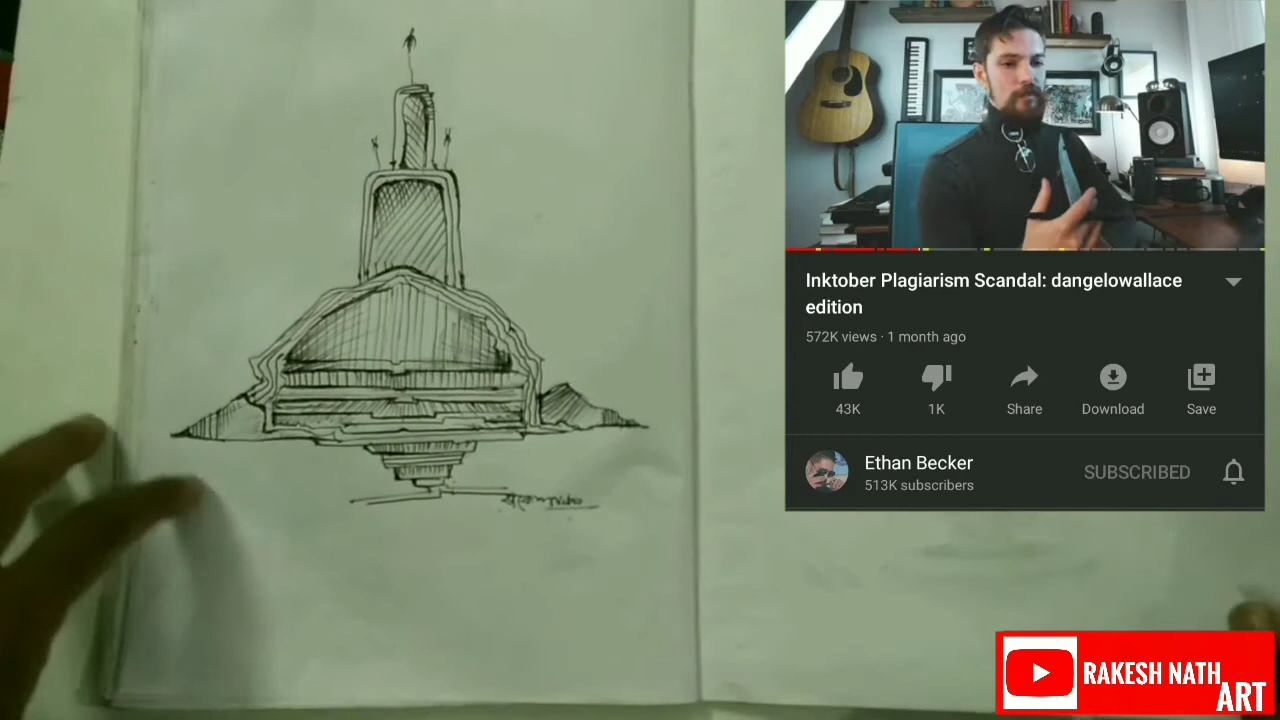 Inktober Plagiarism Scandal: dangelowallace
edition
572K views · 1 month ago
43K
1K
Share
Download
Save
Ethan Becker
513K subscribers
SUBSCRIBED
RAKESH NATH
ART